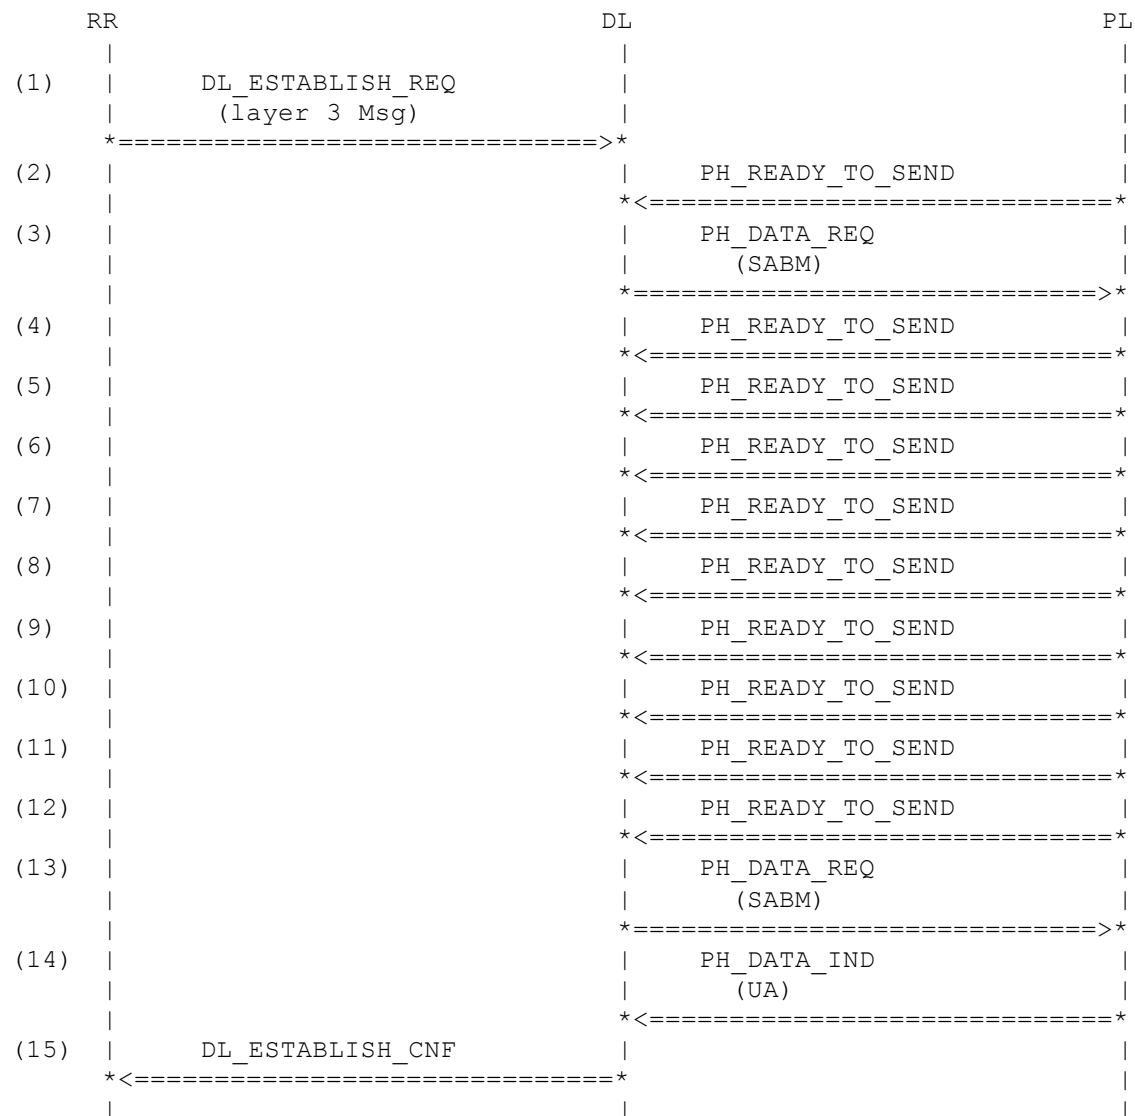 RR DL PL
| | |
(1) | DL_ESTABLISH_REQ | |
| (layer 3 Msg) | |
*==============================>* |
(2) | | PH_READY_TO_SEND |
| *<=============================*
(3) | | PH_DATA_REQ |
| | (SABM) |
| *=============================>*
(4) | | PH_READY_TO_SEND |
| *<=============================*
(5) | | PH_READY_TO_SEND |
| *<=============================*
(6) | | PH_READY_TO_SEND |
| *<=============================*
(7) | | PH_READY_TO_SEND |
| *<=============================*
(8) | | PH_READY_TO_SEND |
| *<=============================*
(9) | | PH_READY_TO_SEND |
| *<=============================*
(10) | | PH_READY_TO_SEND |
| *<=============================*
(11) | | PH_READY_TO_SEND |
| *<=============================*
(12) | | PH_READY_TO_SEND |
| *<=============================*
(13) | | PH_DATA_REQ |
| | (SABM) |
| *=============================>*
(14) | | PH_DATA_IND |
| | (UA) |
| *<=============================*
(15) | DL_ESTABLISH_CNF | |
*<==============================* |
| | |